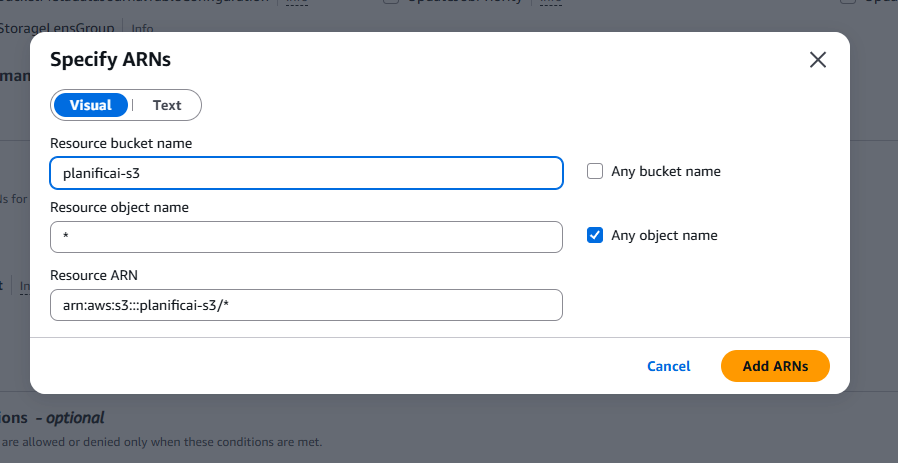 StorageLensGroup Info
Specify ARNs
Visual Text
Resource bucket name
planificai-s3
Any bucket name
Resource object name
*
Any object name
Resource ARN
arn:aws:s3:::planificai-s3/*
Cancel Add ARNs
ions - optional
are allowed or denied only when these conditions are met.